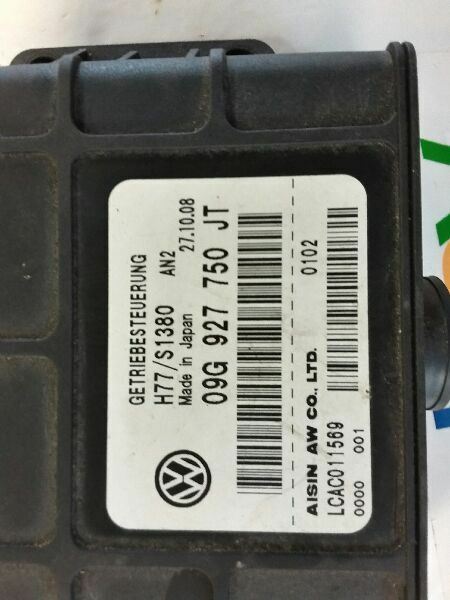 GETRIEBESTEUERUNG
H77/S1380 AN2 27.10.08
Made in Japan
09G 927 750 JT
0102
AISIN AW CO., LTD.
LCAC011569
0000 001